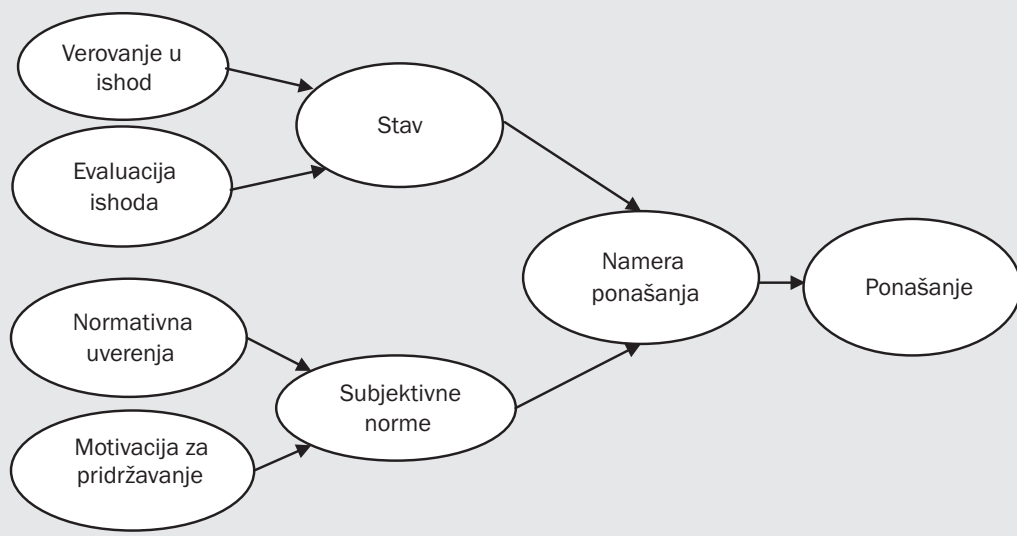 Verovanje u
ishod
Stav
Evaluacija
ishoda
Namera
ponašanja
Ponašanje
Normativna
uverenja
Subjektivne
norme
Motivacija za
pridržavanje